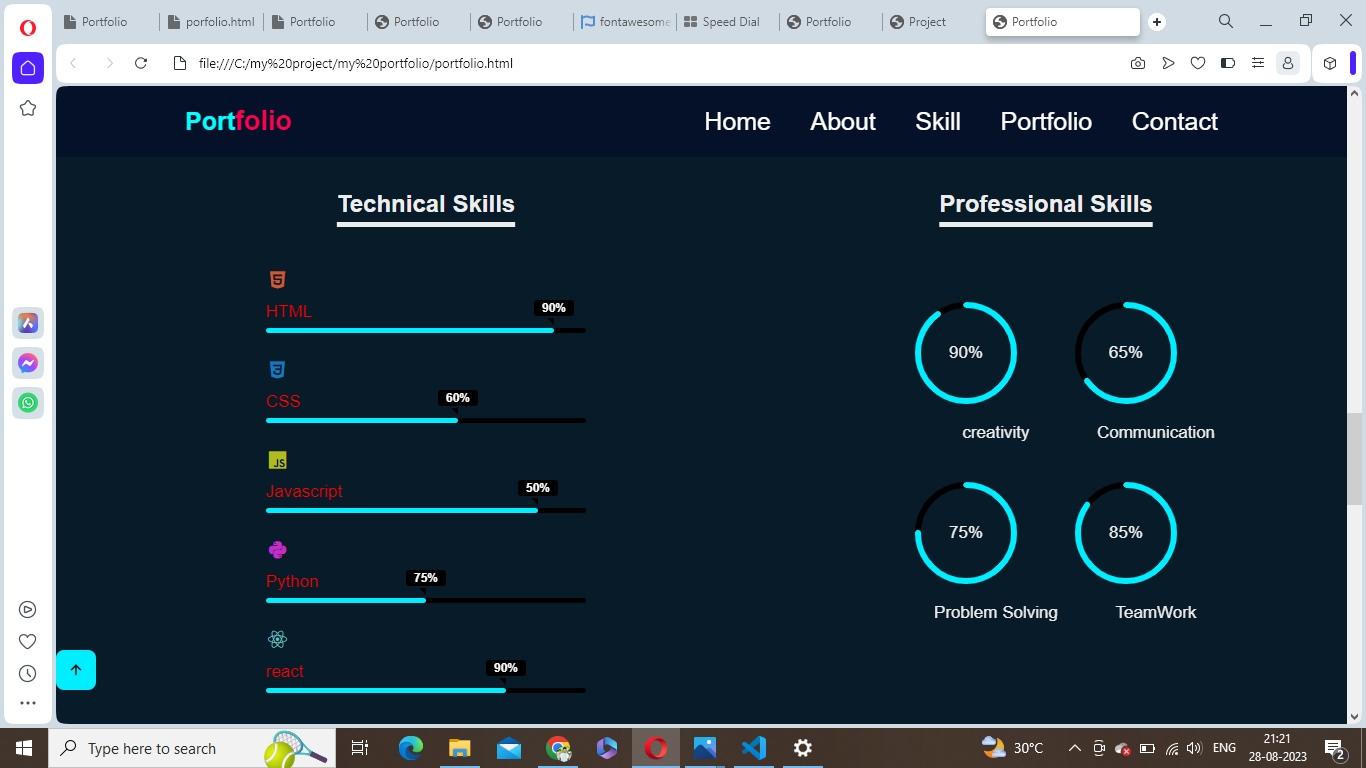 Portfolio
porfolio.html
Portfolio
Portfolio
Portfolio
fontawesome
Speed Dial
Portfolio
Project
Portfolio
file:///C:/my%20project/my%20portfolio/portfolio.html
Portfolio
Home About Skill Portfolio Contact
Technical Skills
HTML
90%
CSS
60%
JS
Javascript
50%
Python
75%
react
90%
Professional Skills
90% 65%
creativity Communication
75% 85%
Problem Solving TeamWork
Type here to search
30°C
ENG
21:21
28-08-2023
2